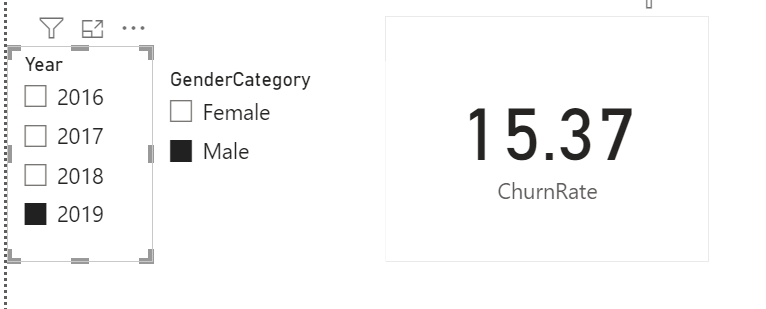 Year
2016
2017
2018
2019
GenderCategory
Female
Male
15.37
ChurnRate